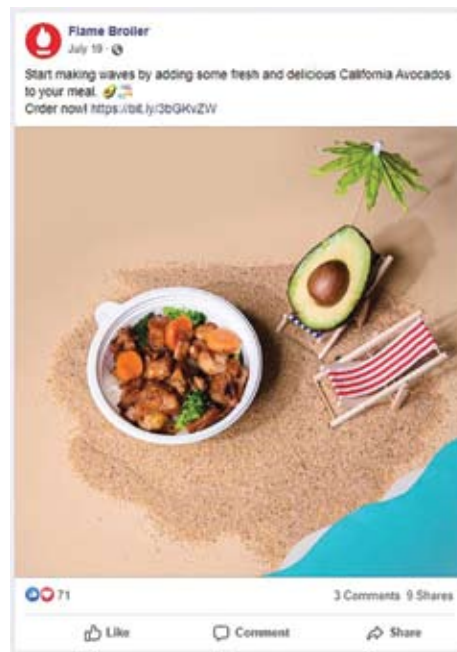 Flame Broiler
July 19 ·
Start making waves by adding some fresh and delicious California Avocados
to your meal.
Order now! https://bit.ly/3bGKvZW
71
3 Comments 9 Shares
Like
Comment
Share